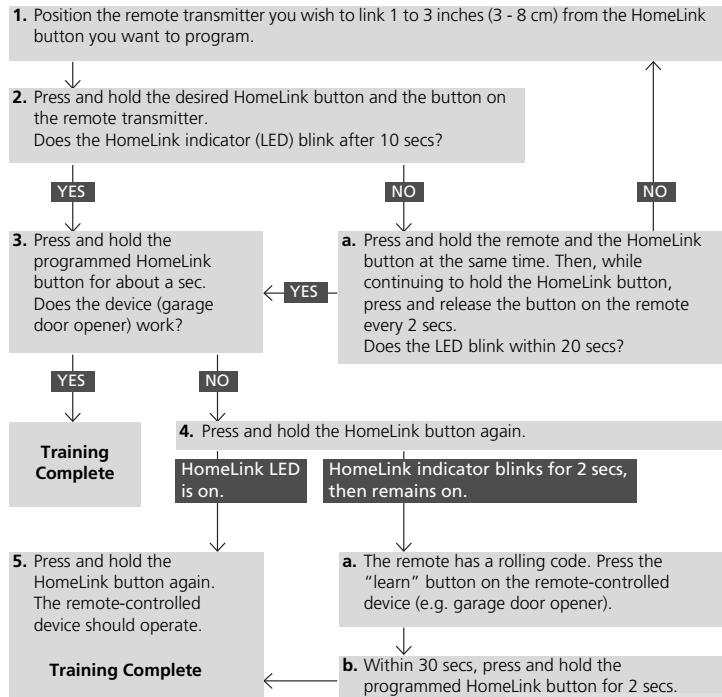 1. Position the remote transmitter you wish to link 1 to 3 inches (3 - 8 cm) from the HomeLink
button you want to program.
2. Press and hold the desired HomeLink button and the button on
the remote transmitter.
Does the HomeLink indicator (LED) blink after 10 secs?
YES
NO
NO
3. Press and hold the
programmed HomeLink
button for about a sec.
Does the device (garage
door opener) work?
YES
a. Press and hold the remote and the HomeLink
button at the same time. Then, while
continuing to hold the HomeLink button,
press and release the button on the remote
every 2 secs.
Does the LED blink within 20 secs?
YES
NO
Training
Complete
4. Press and hold the HomeLink button again.
HomeLink LED
is on.
HomeLink indicator blinks for 2 secs,
then remains on.
5. Press and hold the
HomeLink button again.
The remote-controlled
device should operate.
Training Complete
a. The remote has a rolling code. Press the
“learn” button on the remote-controlled
device (e.g. garage door opener).
b. Within 30 secs, press and hold the
programmed HomeLink button for 2 secs.